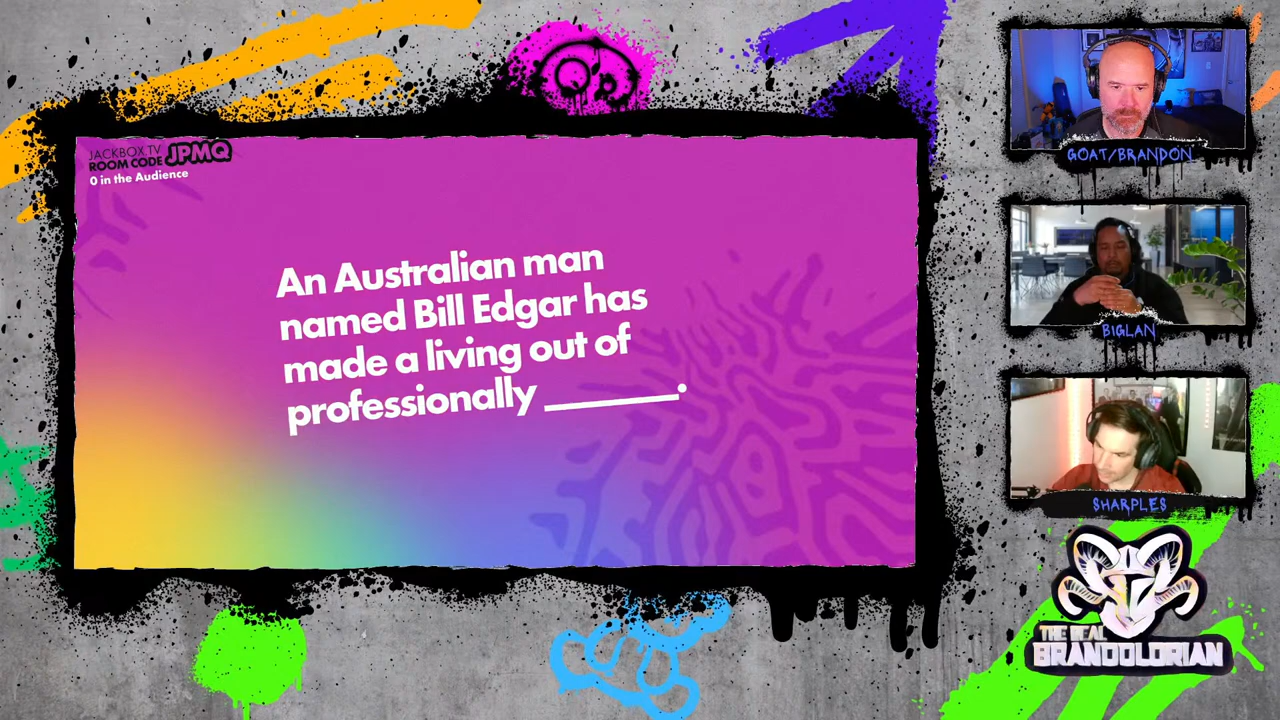 JACKBOX.TV
ROOM CODE JPMQ
0 in the Audience
An Australian man
named Bill Edgar has
made a living out of
professionally ______.
GOAT/BRANDON
BIGLAN
SHARPLES
THE REAL
BRANDOLORIAN